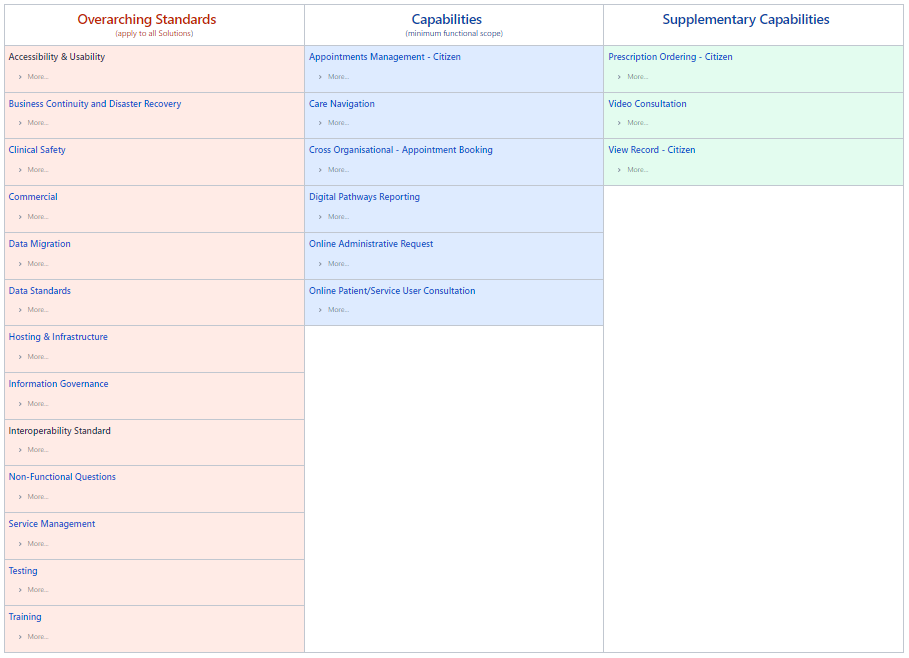 Overarching Standards
(apply to all Solutions)
Accessibility & Usability
› More...
Business Continuity and Disaster Recovery
› More...
Clinical Safety
› More...
Commercial
› More...
Data Migration
› More...
Data Standards
› More...
Hosting & Infrastructure
› More...
Information Governance
› More...
Interoperability Standard
› More...
Non-Functional Questions
› More...
Service Management
› More...
Testing
› More...
Training
› More...
Capabilities
(minimum functional scope)
Appointments Management - Citizen
› More...
Care Navigation
› More...
Cross Organisational - Appointment Booking
› More...
Digital Pathways Reporting
› More...
Online Administrative Request
› More...
Online Patient/Service User Consultation
› More...
Supplementary Capabilities
Prescription Ordering - Citizen
› More...
Video Consultation
› More...
View Record - Citizen
› More...